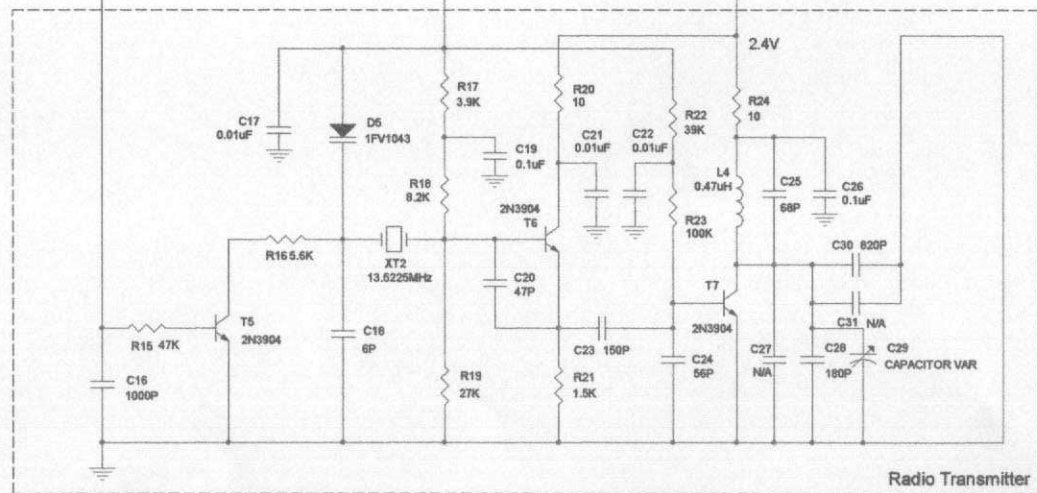 2.4V
R17
3.9K
R20
10
R24
10
D5
1FV1043
C17
0.01uF
R22
39K
C21
0.01uF
C22
0.01uF
C19
0.1uF
L4
0.47uH
C25
68P
C26
0.1uF
R18
8.2K
2N3904
T6
R23
100K
R16 5.6K
XT2
13.6225MHz
C20
47P
C30 820P
T7
2N3904
C31 N/A
T5
2N3904
R15 47K
C18
6P
C23 150P
C24
56P
C27
N/A
C28
180P
C29
CAPACITOR VAR
C16
1000P
R19
27K
R21
1.5K
Radio Transmitter